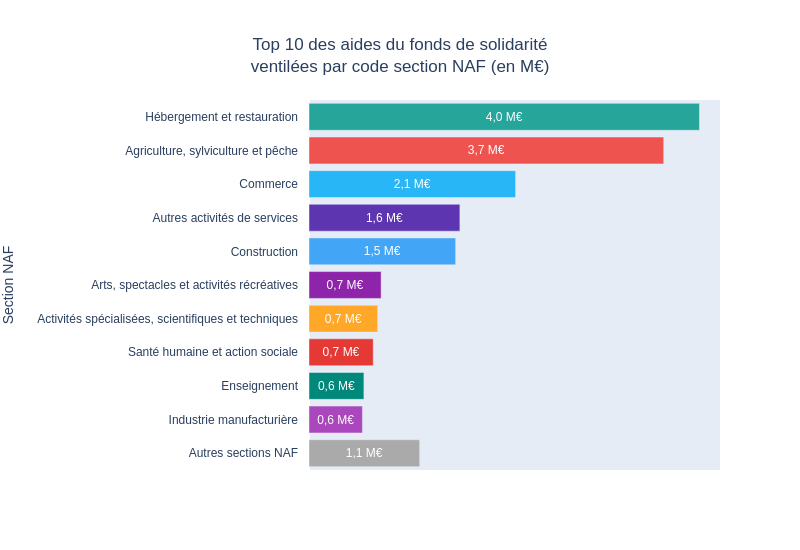 Top 10 des aides du fonds de solidarité
ventilées par code section NAF (en M€)
Section NAF
Hébergement et restauration 4,0 M€
Agriculture, sylviculture et pêche 3,7 M€
Commerce 2,1 M€
Autres activités de services 1,6 M€
Construction 1,5 M€
Arts, spectacles et activités récréatives 0,7 M€
Activités spécialisées, scientifiques et techniques 0,7 M€
Santé humaine et action sociale 0,7 M€
Enseignement 0,6 M€
Industrie manufacturière 0,6 M€
Autres sections NAF 1,1 M€